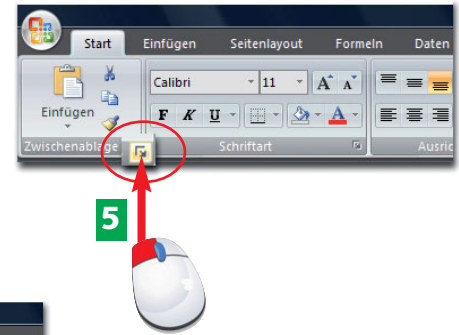 Start Einfügen Seitenlayout Formeln Daten
Calibri 11 A A
Einfügen
F K U A
Zwischenablage Schriftart Ausric
5